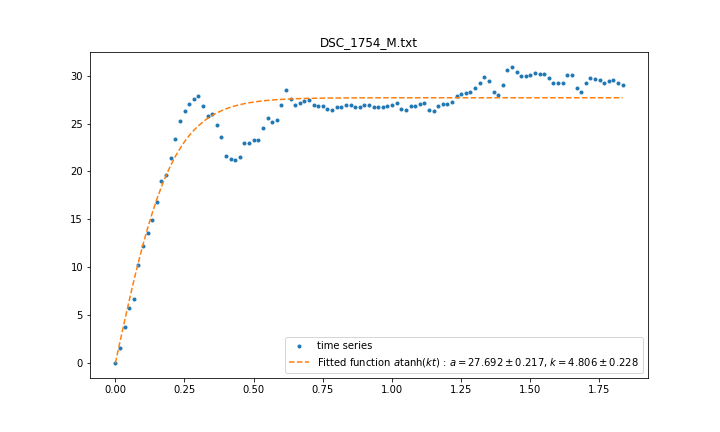 DSC_1754_M.txt
30
25
20
15
10
5
0
time series
Fitted function atanh(kt) : a = 27.692 ± 0.217, k = 4.806 ± 0.228
0.00 0.25 0.50 0.75 1.00 1.25 1.50 1.75